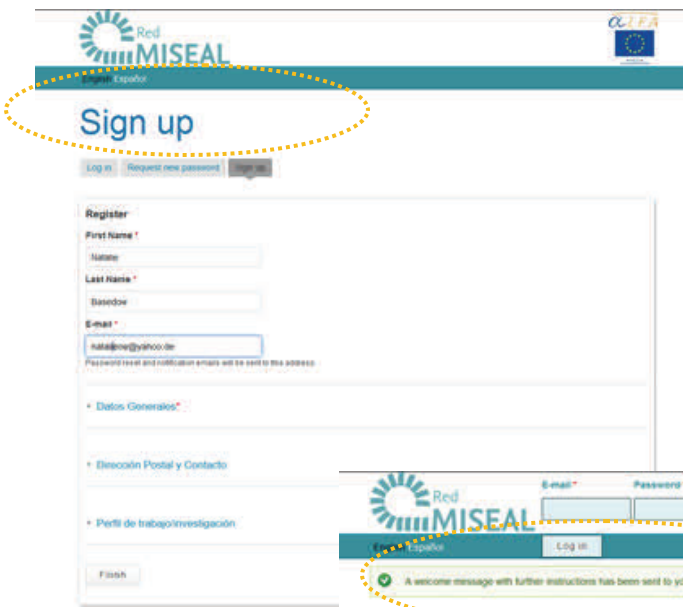 Red
MISEAL
αLFA
English Español
Sign up
Log in Request new password Sign up
Register
First Name *
Natalie
Last Name *
Basedow
E-mail *
Password reset and notification emails will be sent to this address.
Datos Generales*
Dirección Postal y Contacto
Perfil de trabajo/investigación
Finish
Red
MISEAL
E-mail * Password
English Español
Log in
A welcome message with further instructions has been sent to yo